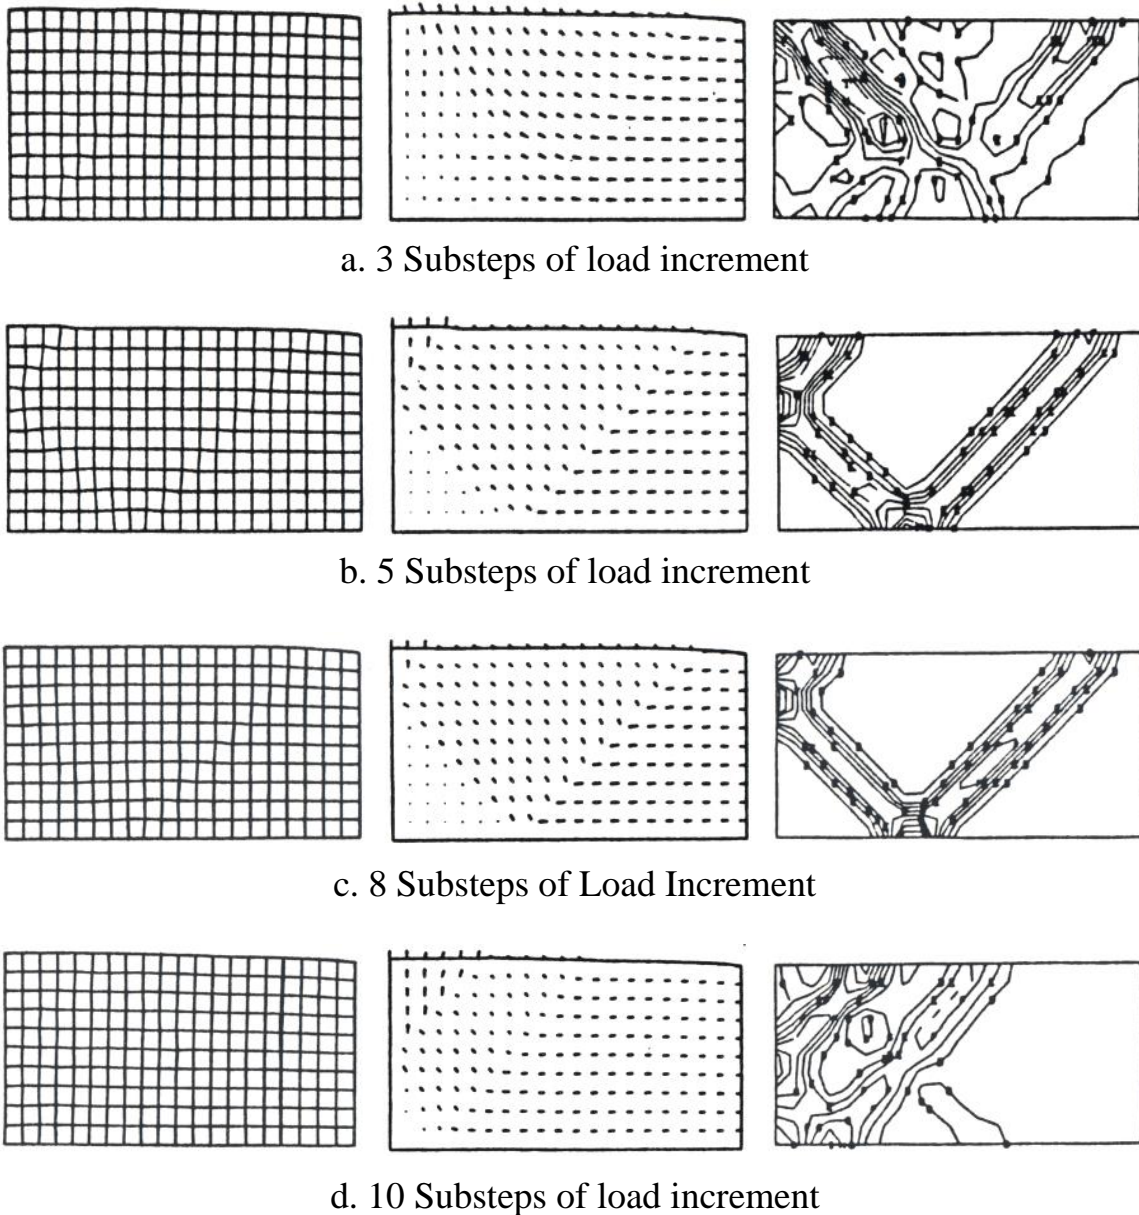 a. 3 Substeps of load increment
b. 5 Substeps of load increment
c. 8 Substeps of Load Increment
d. 10 Substeps of load increment